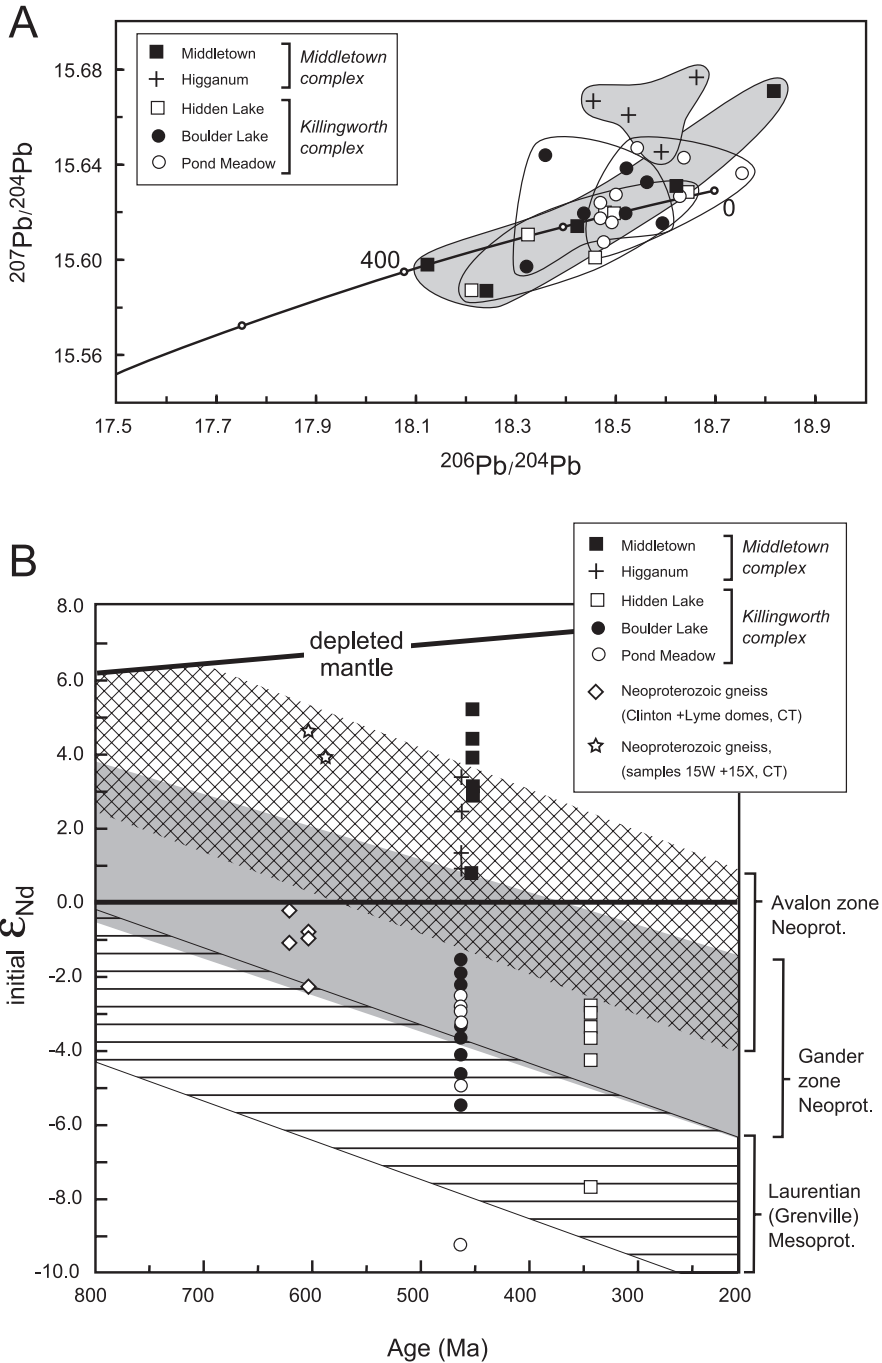 A
Middletown
Higganum
Middletown
complex
Hidden Lake
Boulder Lake
Pond Meadow
Killingworth
complex
15.68
15.64
15.60
15.56
207Pb/204Pb
400
0
17.5
17.7
17.9
18.1
18.3
18.5
18.7
18.9
206Pb/204Pb
B
Middletown
Higganum
Middletown
complex
Hidden Lake
Boulder Lake
Pond Meadow
Killingworth
complex
Neoproterozoic gneiss
(Clinton +Lyme domes, CT)
Neoproterozoic gneiss,
(samples 15W +15X, CT)
8.0
6.0
4.0
2.0
0.0
-2.0
-4.0
-6.0
-8.0
-10.0
initial εNd
depleted
mantle
Avalon zone
Neoprot.
Gander
zone
Neoprot.
Laurentian
(Grenville)
Mesoprot.
800
700
600
500
400
300
200
Age (Ma)